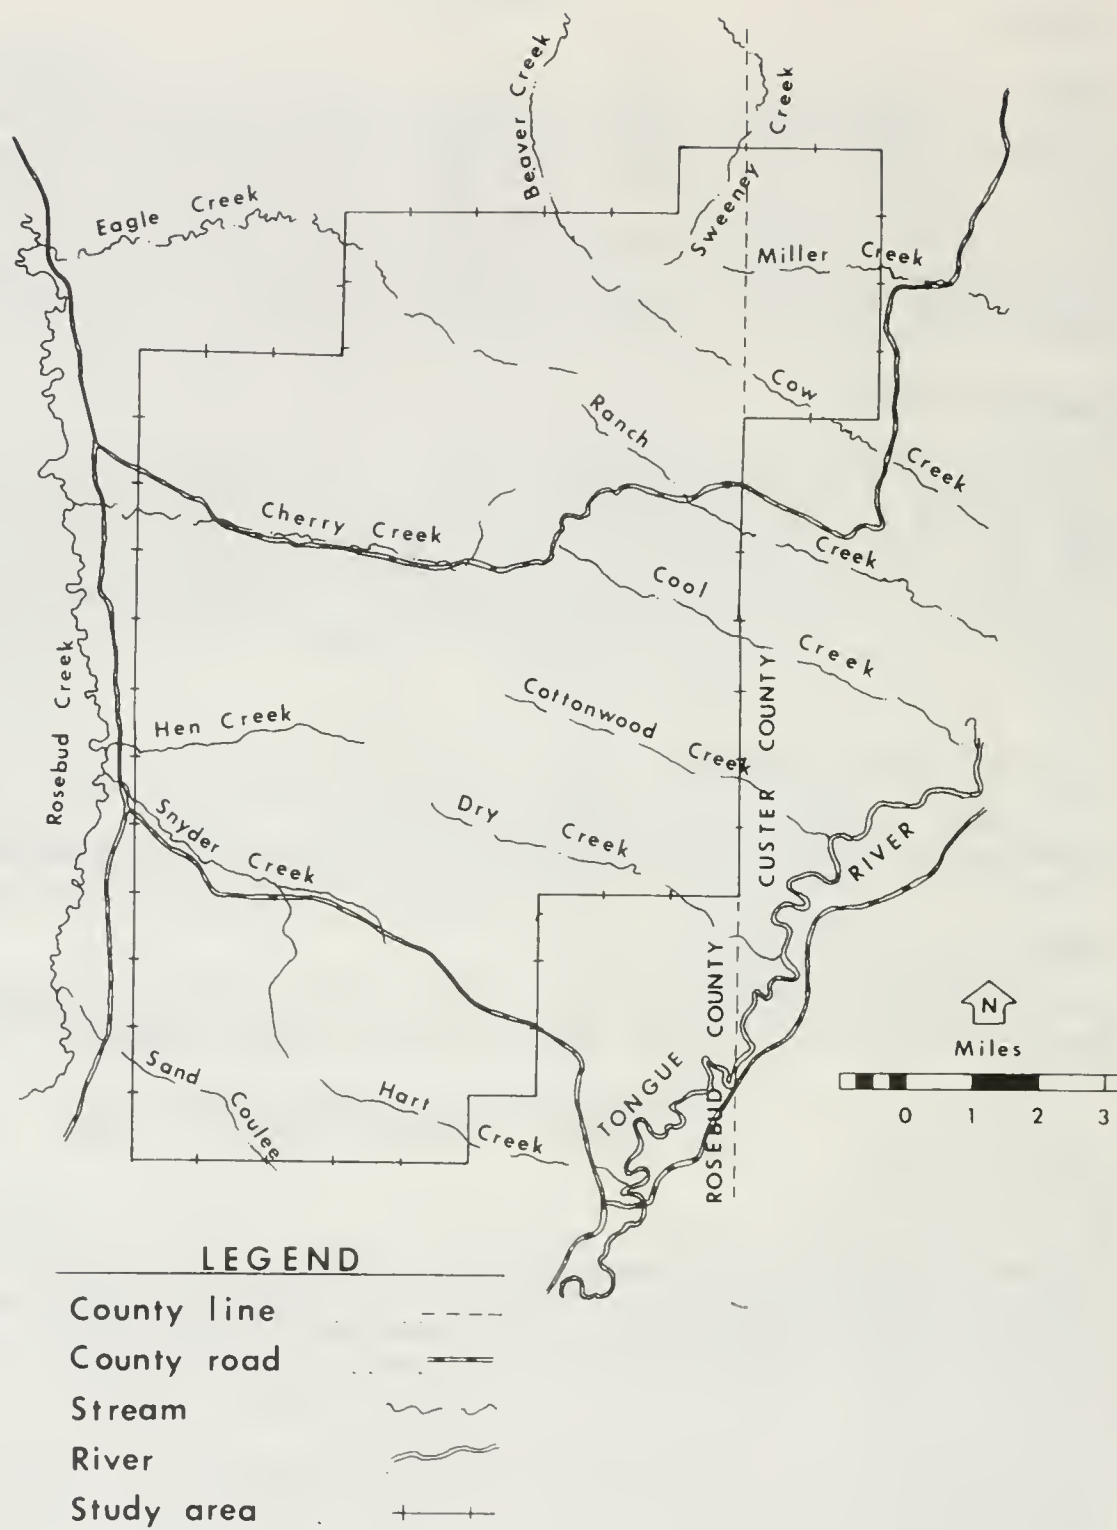 Beaver Creek
Sweeney Creek
Eagle Creek
Miller Creek
Cow Creek
Ranch Creek
Cherry Creek
Cool Creek
Rosebud Creek
Hen Creek
Cottonwood Creek
CUSTER COUNTY
Snyder Creek
Dry Creek
TONGUE RIVER
ROSEBUD COUNTY
Sand Coulee
Hart Creek
N
Miles
0 1 2 3
LEGEND
County line
County road
Stream
River
Study area